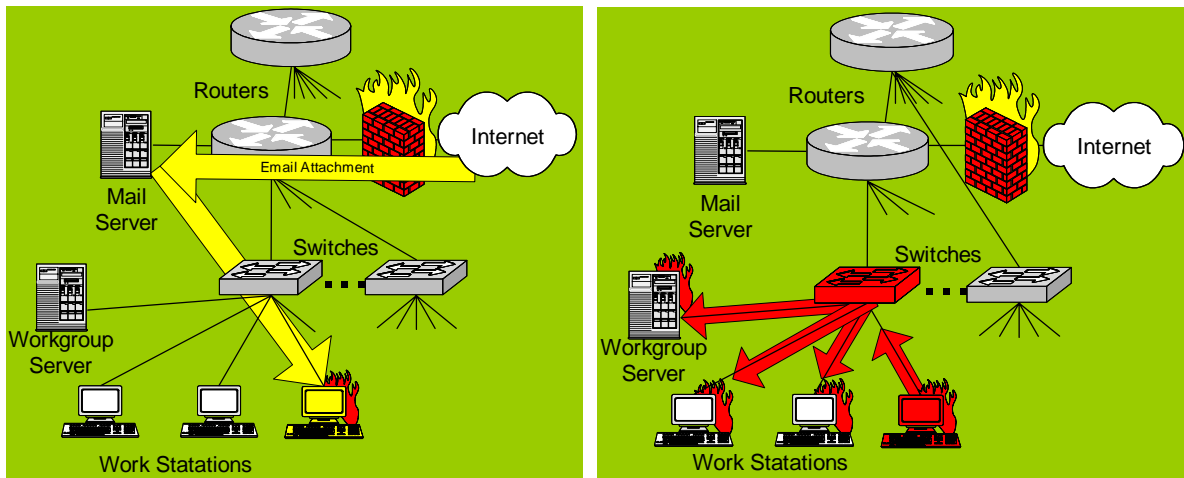 Routers
Internet
Email Attachment
Mail
Server
Switches
Workgroup
Server
Work Statations
Routers
Internet
Mail
Server
Switches
Workgroup
Server
Work Statations